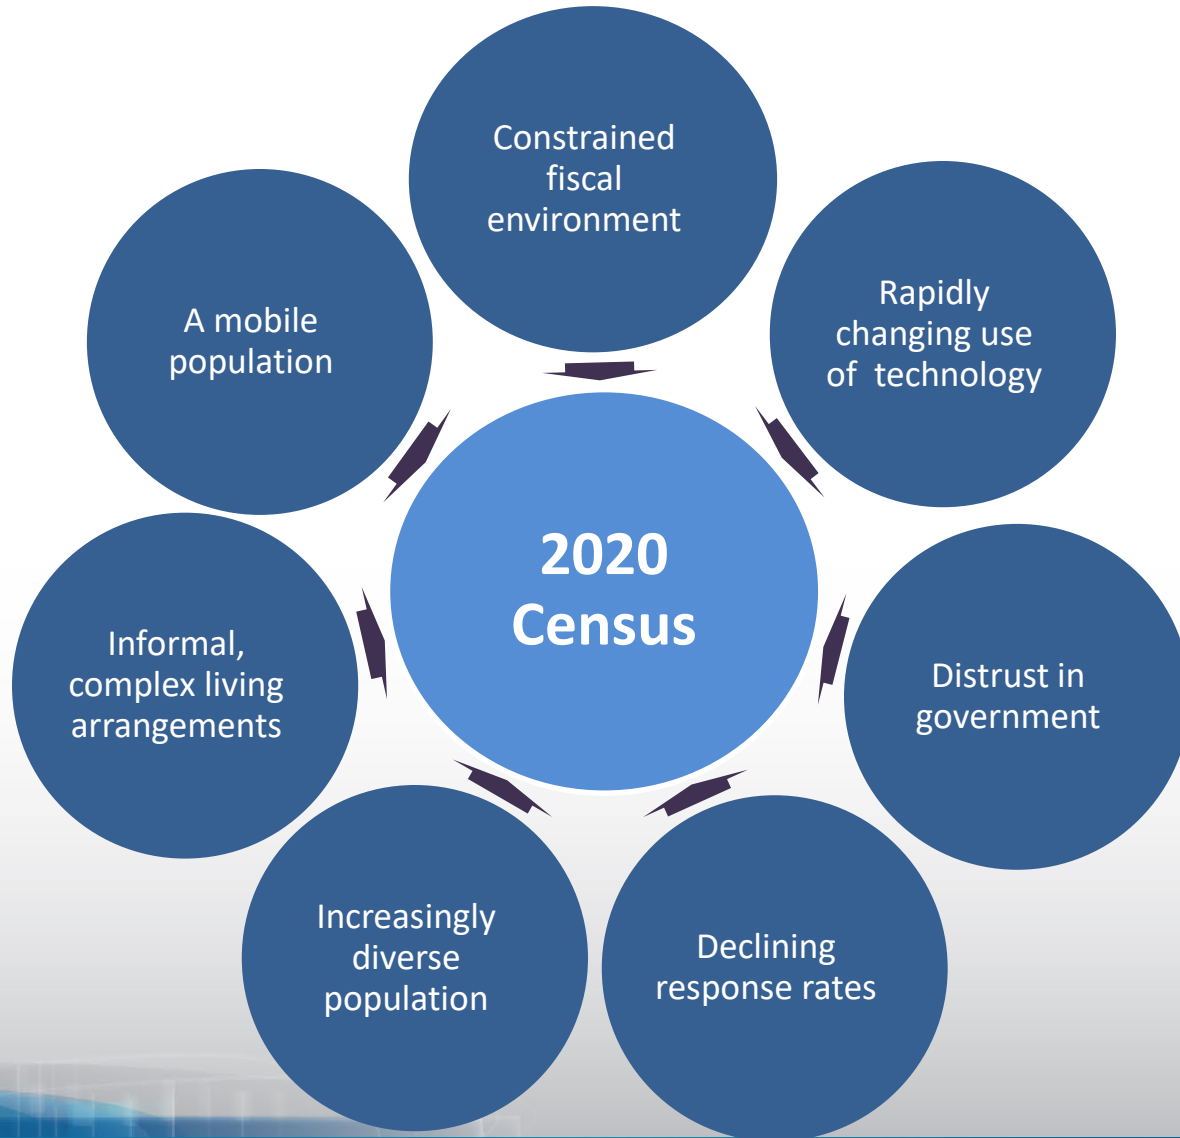 Constrained
fiscal
environment
Rapidly
changing use
of technology
A mobile
population
2020
Census
Informal,
complex living
arrangements
Distrust in
government
Increasingly
diverse
population
Declining
response rates